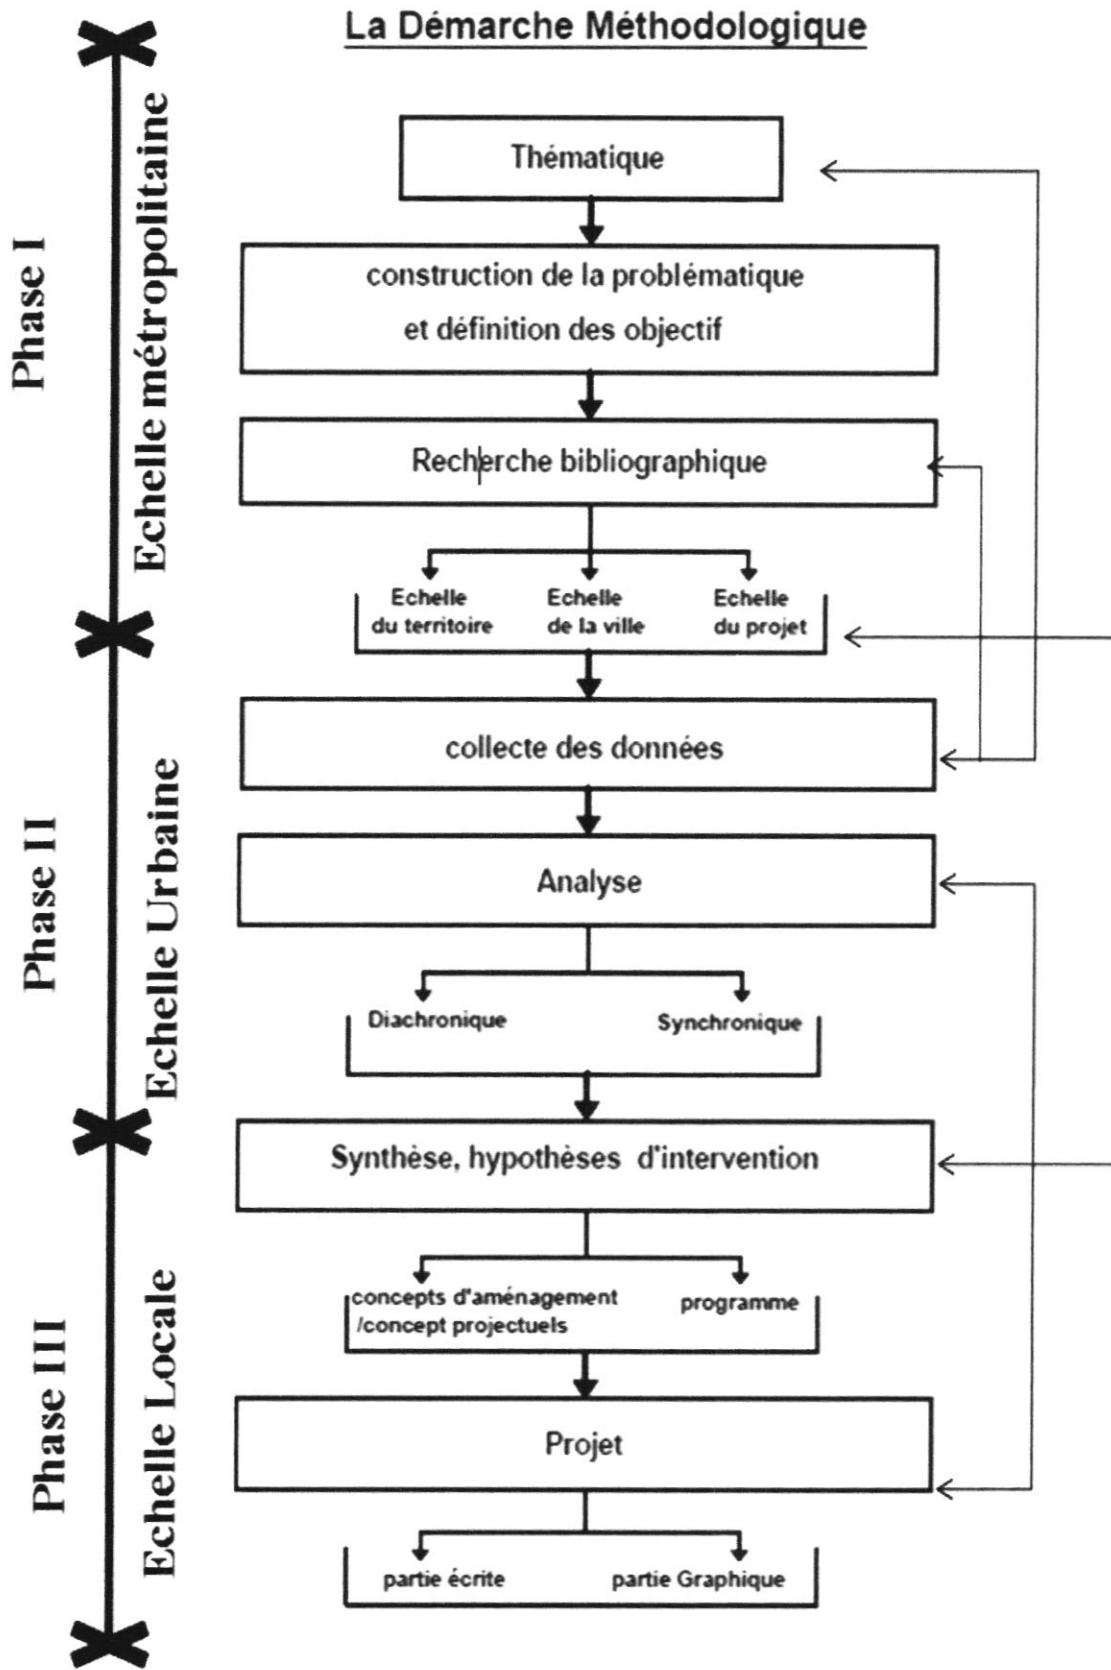 La Démarche Méthodologique
Phase I
Echelle métropolitaine
Thématique
construction de la problématique
et définition des objectif
Recherche bibliographique
Echelle
du territoire
Echelle
de la ville
Echelle
du projet
Phase II
Echelle Urbaine
collecte des données
Analyse
Diachronique
Synchronique
Phase III
Echelle Locale
Synthèse, hypothèses d'intervention
concepts d'aménagement
/concept projectuels
programme
Projet
partie écrite
partie Graphique